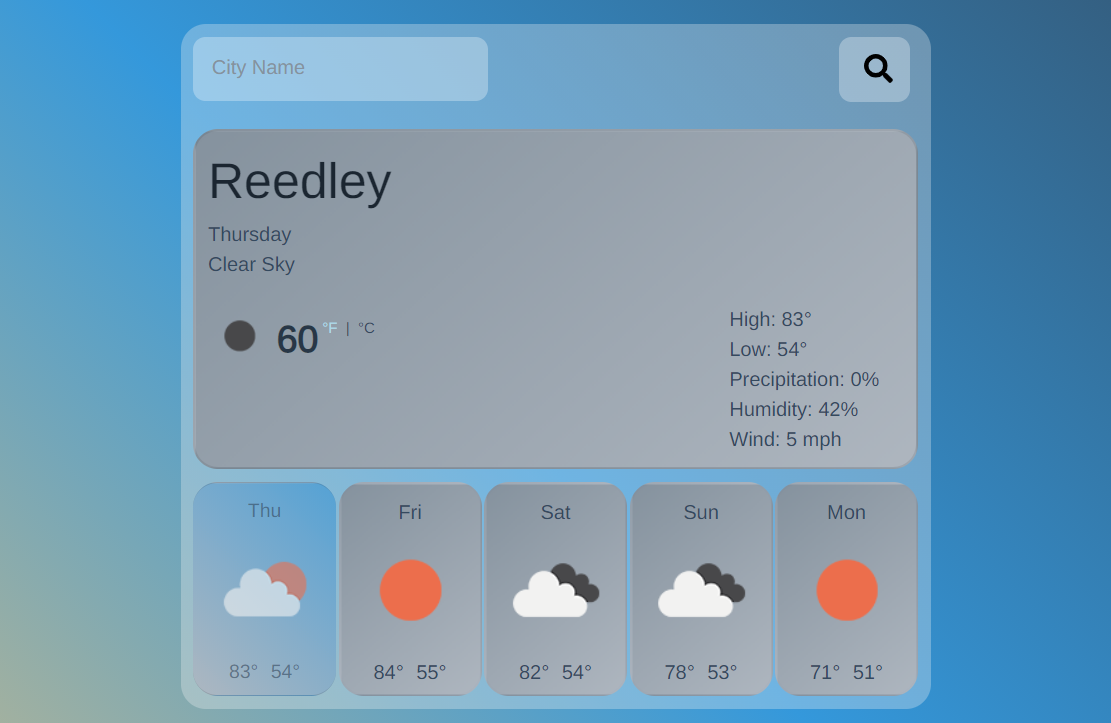 City Name
Reedley
Thursday
Clear Sky
60 °F | °C
High: 83°
Low: 54°
Precipitation: 0%
Humidity: 42%
Wind: 5 mph
Thu
83° 54°
Fri
84° 55°
Sat
82° 54°
Sun
78° 53°
Mon
71° 51°